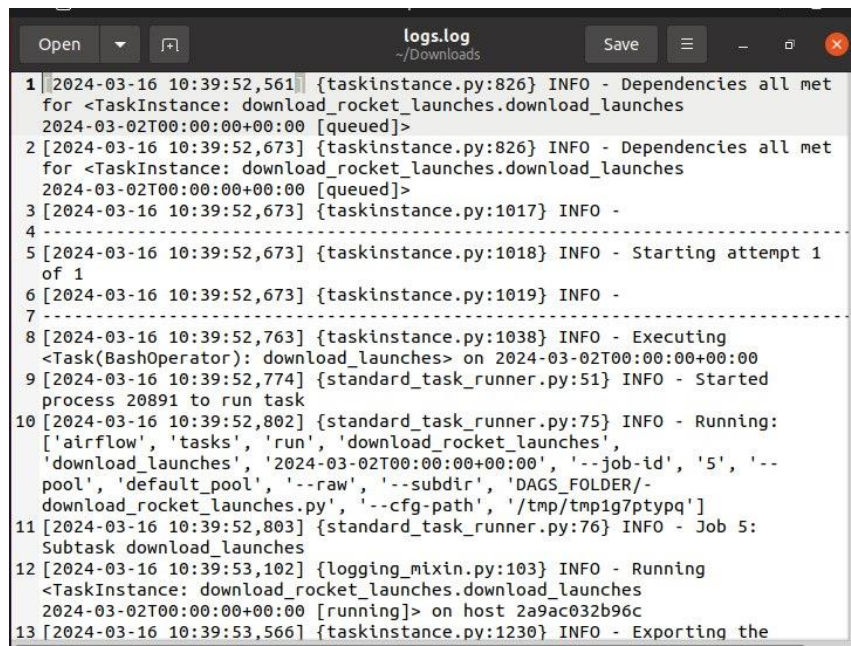 Open
logs.log
~/Downloads
Save
1 [2024-03-16 10:39:52,561] {taskinstance.py:826} INFO - Dependencies all met
for <TaskInstance: download_rocket_launches.download_launches
2024-03-02T00:00:00+00:00 [queued]>
2 [2024-03-16 10:39:52,673] {taskinstance.py:826} INFO - Dependencies all met
for <TaskInstance: download_rocket_launches.download_launches
2024-03-02T00:00:00+00:00 [queued]>
3 [2024-03-16 10:39:52,673] {taskinstance.py:1017} INFO -
4 --------------------------------------------------------------------------------
5 [2024-03-16 10:39:52,673] {taskinstance.py:1018} INFO - Starting attempt 1
of 1
6 [2024-03-16 10:39:52,673] {taskinstance.py:1019} INFO -
7 --------------------------------------------------------------------------------
8 [2024-03-16 10:39:52,763] {taskinstance.py:1038} INFO - Executing
<Task(BashOperator): download_launches> on 2024-03-02T00:00:00+00:00
9 [2024-03-16 10:39:52,774] {standard_task_runner.py:51} INFO - Started
process 20891 to run task
10 [2024-03-16 10:39:52,802] {standard_task_runner.py:75} INFO - Running:
['airflow', 'tasks', 'run', 'download_rocket_launches',
'download_launches', '2024-03-02T00:00:00+00:00', '--job-id', '5', '--
pool', 'default_pool', '--raw', '--subdir', 'DAGS_FOLDER/-
download_rocket_launches.py', '--cfg-path', '/tmp/tmp1g7ptypq']
11 [2024-03-16 10:39:52,803] {standard_task_runner.py:76} INFO - Job 5:
Subtask download_launches
12 [2024-03-16 10:39:53,102] {logging_mixin.py:103} INFO - Running
<TaskInstance: download_rocket_launches.download_launches
2024-03-02T00:00:00+00:00 [running]> on host 2a9ac032b96c
13 [2024-03-16 10:39:53,566] {taskinstance.py:1230} INFO - Exporting the